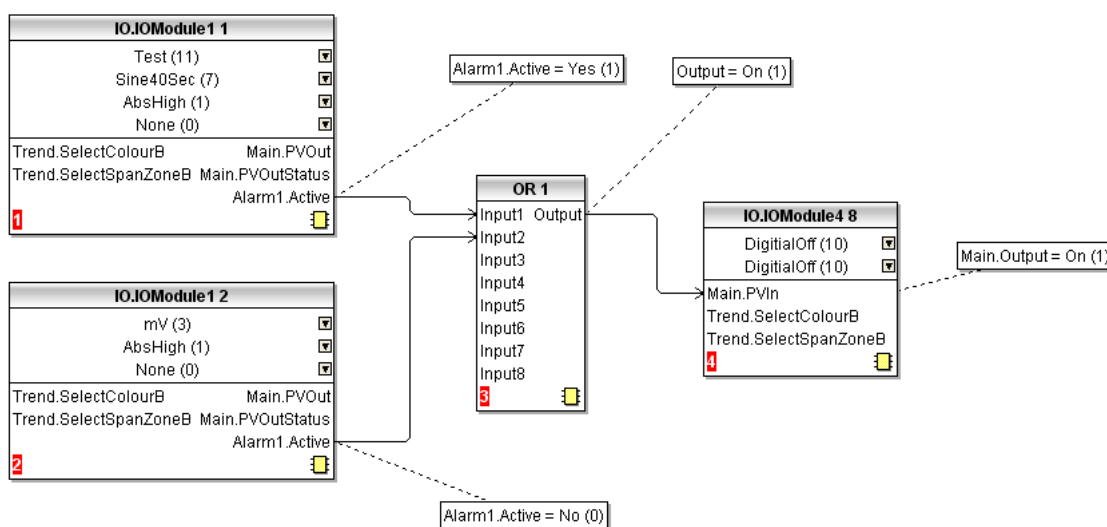 IO.IOModule1 1
Test (11)
Sine40Sec (7)
AbsHigh (1)
None (0)
Trend.SelectColourB Main.PVOut
Trend.SelectSpanZoneB Main.PVOutStatus
Alarm1.Active
1
Alarm1.Active = Yes (1)
Output = On (1)
OR 1
Input1 Output
Input2
Input3
Input4
Input5
Input6
Input7
Input8
3
IO.IOModule4 8
DigitialOff (10)
DigitialOff (10)
Main.PVIn
Trend.SelectColorB
Trend.SelectSpanZoneB
4
Main.Output = On (1)
IO.IOModule1 2
mV (3)
AbsHigh (1)
None (0)
Trend.SelectColourB Main.PVOut
Trend.SelectSpanZoneB Main.PVOutStatus
Alarm1.Active
2
Alarm1.Active = No (0)